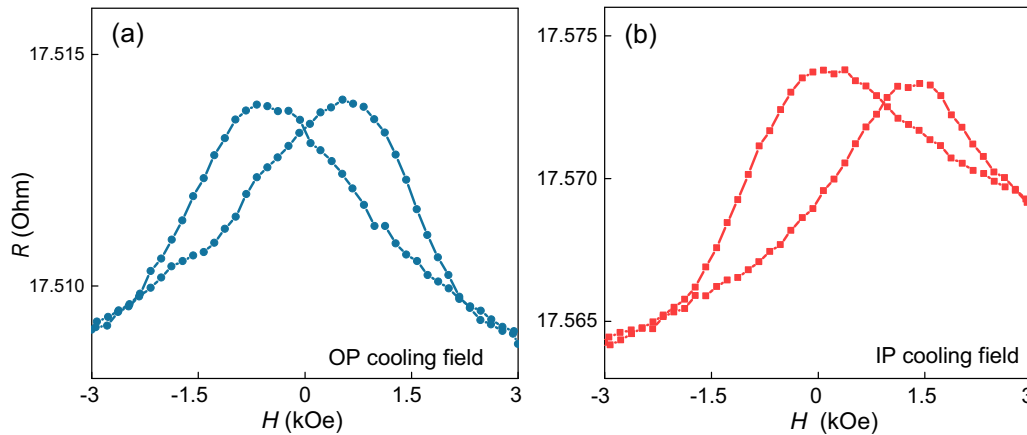 (a)
17.515
17.510
R (Ohm)
OP cooling field
-3 -1.5 0 1.5 3
H (kOe)
(b)
17.575
17.570
17.565
IP cooling field
-3 -1.5 0 1.5 3
H (kOe)